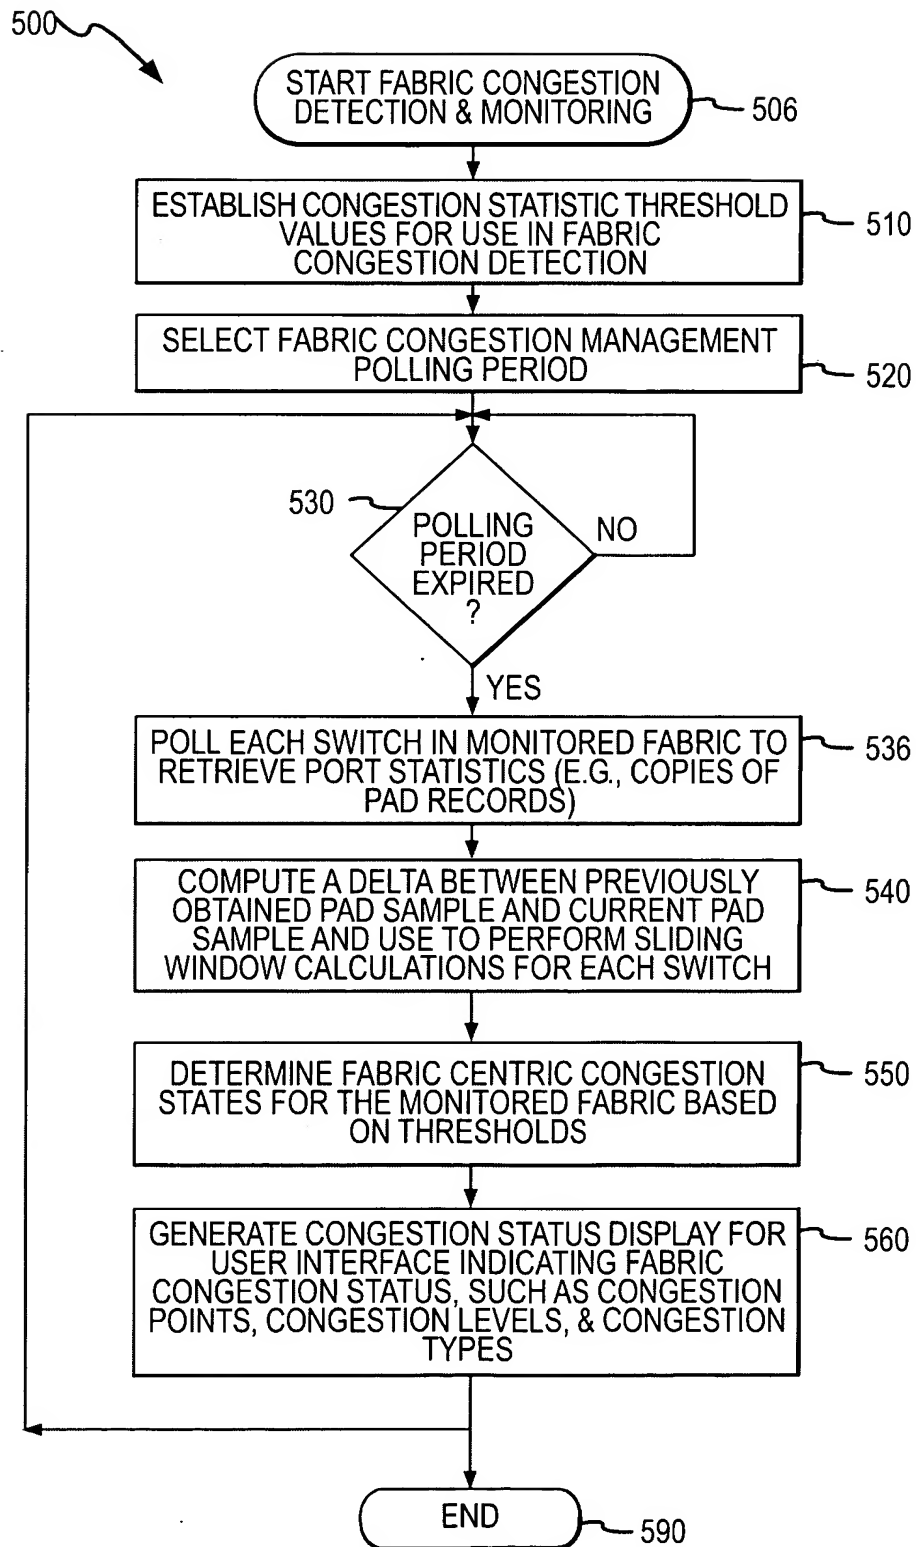 500
START FABRIC CONGESTION
DETECTION & MONITORING
506
ESTABLISH CONGESTION STATISTIC THRESHOLD
VALUES FOR USE IN FABRIC
CONGESTION DETECTION
510
SELECT FABRIC CONGESTION MANAGEMENT
POLLING PERIOD
520
530
POLLING
PERIOD
EXPIRED
?
NO
YES
POLL EACH SWITCH IN MONITORED FABRIC TO
RETRIEVE PORT STATISTICS (E.G., COPIES OF
PAD RECORDS)
536
COMPUTE A DELTA BETWEEN PREVIOUSLY
OBTAINED PAD SAMPLE AND CURRENT PAD
SAMPLE AND USE TO PERFORM SLIDING
WINDOW CALCULATIONS FOR EACH SWITCH
540
DETERMINE FABRIC CENTRIC CONGESTION
STATES FOR THE MONITORED FABRIC BASED
ON THRESHOLDS
550
GENERATE CONGESTION STATUS DISPLAY FOR
USER INTERFACE INDICATING FABRIC
CONGESTION STATUS, SUCH AS CONGESTION
POINTS, CONGESTION LEVELS, & CONGESTION
TYPES
560
END
590